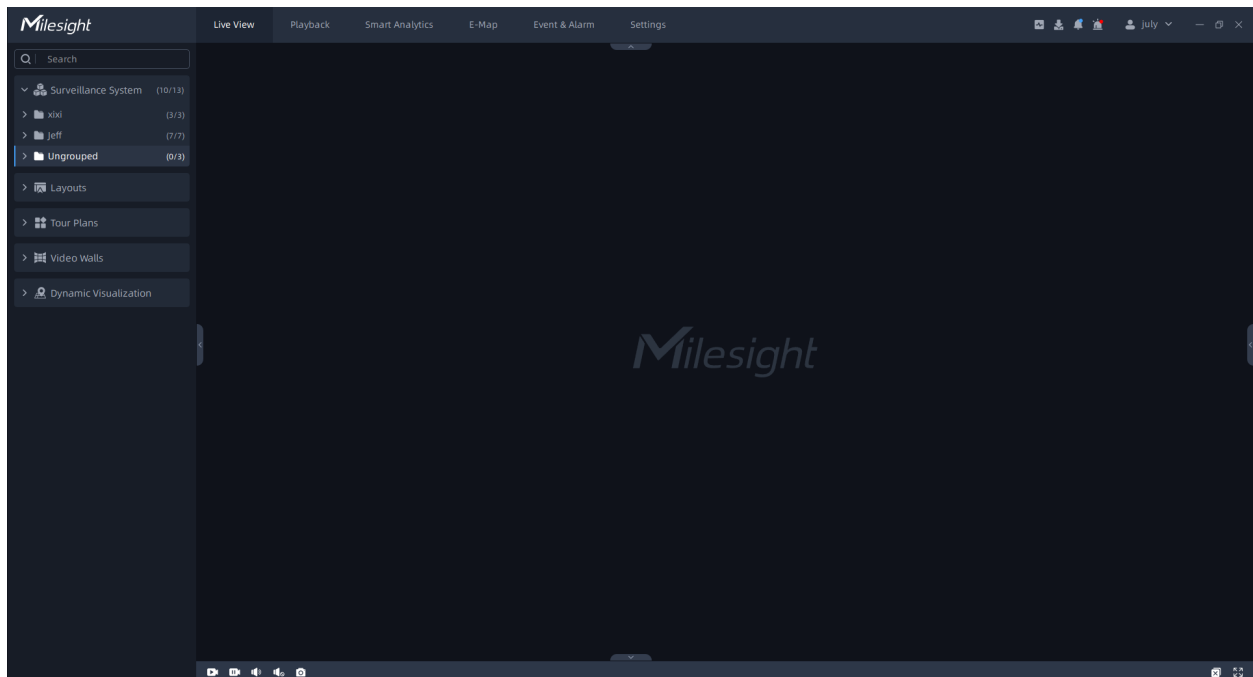 Milesight
Live View Playback Smart Analytics E-Map Event & Alarm Settings july
Search
Surveillance System (10/13)
xixi (3/3)
Jeff (7/7)
Ungrouped (0/3)
Layouts
Tour Plans
Video Walls
Dynamic Visualization
Milesight